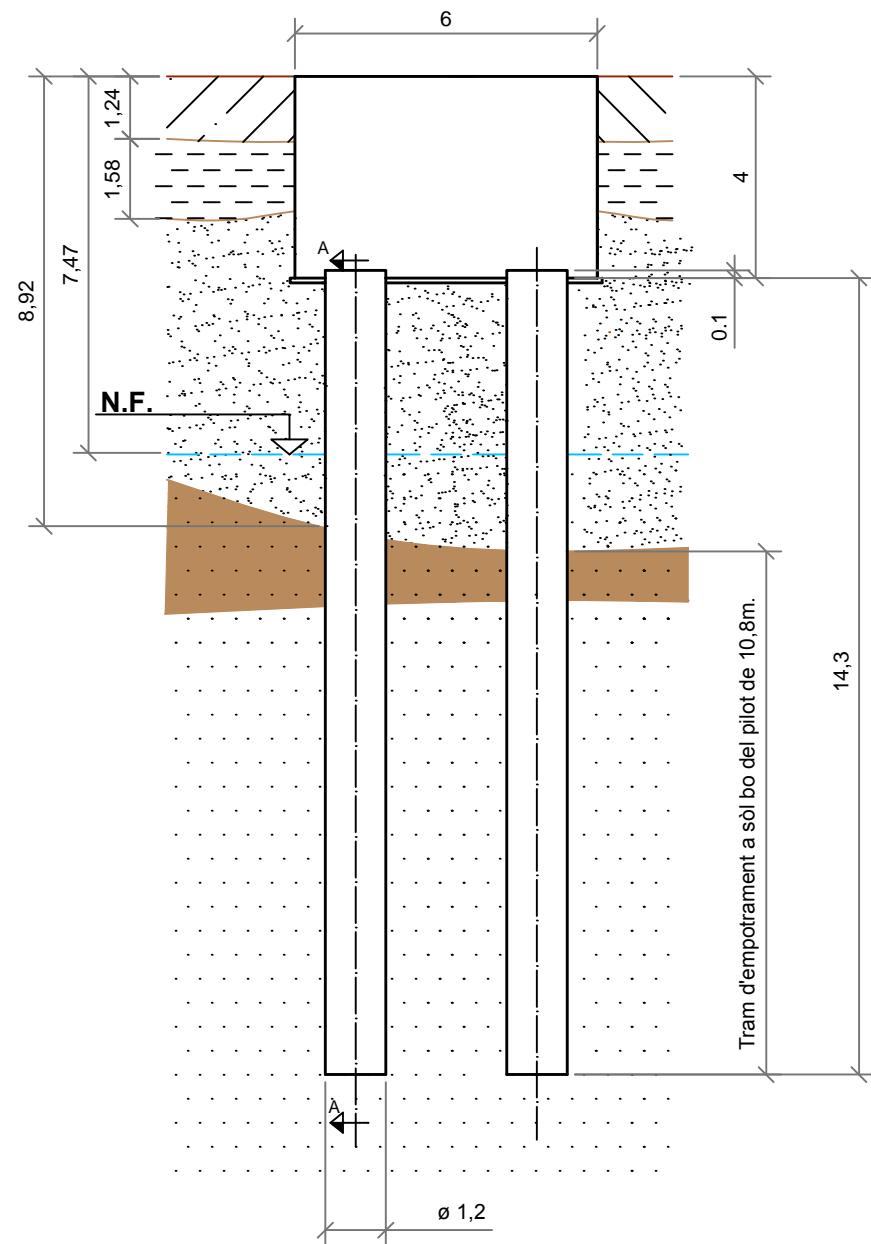 6
1,24
1,58
7,47
8,92
4
A
0.1
N.F.
14,3
Tram d'empotrament a sòl bo del pilot de 10,8m.
A
ø 1,2